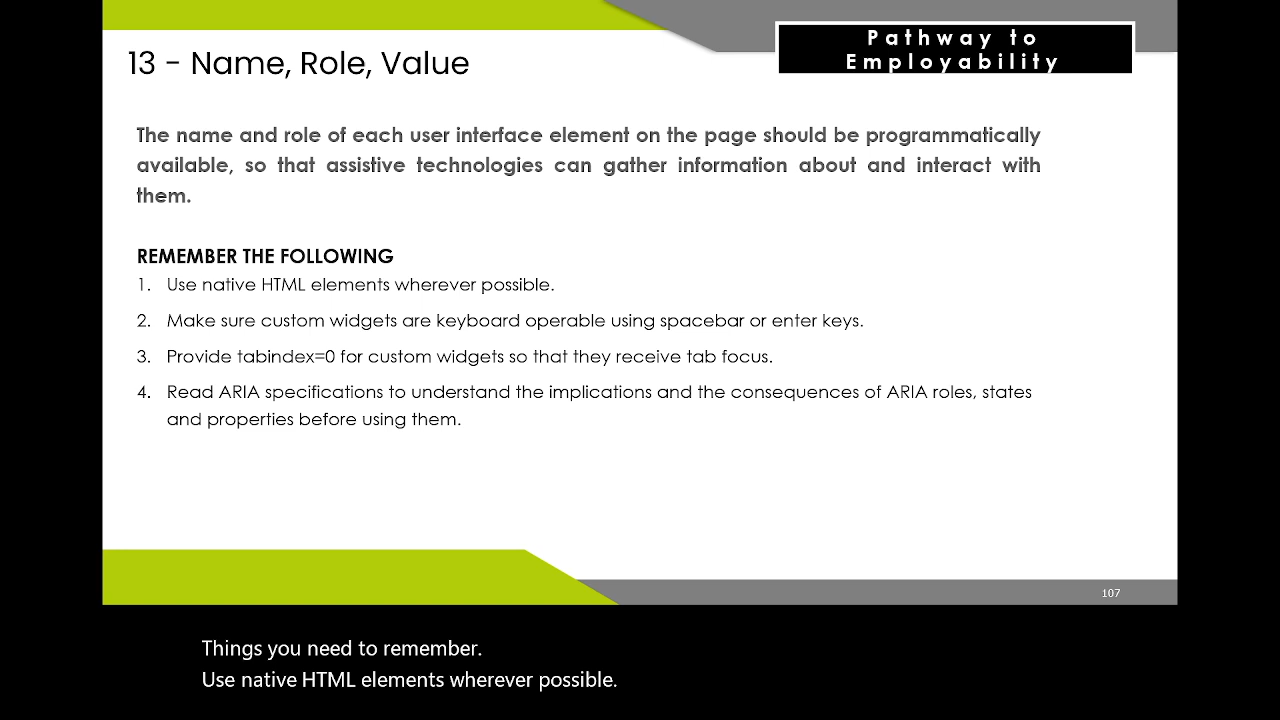 Pathway to
Employability
13 - Name, Role, Value
The name and role of each user interface element on the page should be programmatically
available, so that assistive technologies can gather information about and interact with
them.
REMEMBER THE FOLLOWING
1. Use native HTML elements wherever possible.
2. Make sure custom widgets are keyboard operable using spacebar or enter keys.
3. Provide tabindex=0 for custom widgets so that they receive tab focus.
4. Read ARIA specifications to understand the implications and the consequences of ARIA roles, states
and properties before using them.
107
Things you need to remember.
Use native HTML elements wherever possible.